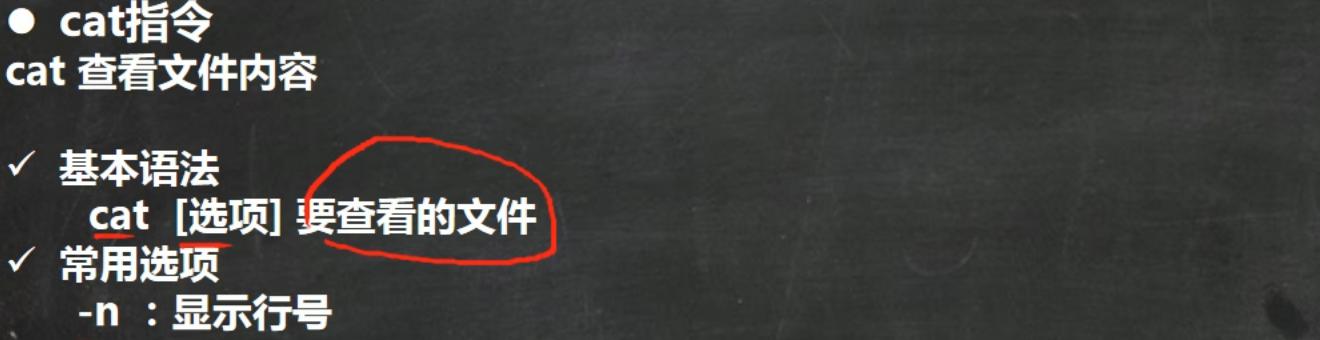 ● cat指令
cat 查看文件内容
✓ 基本语法
cat [选项] 要查看的文件
✓ 常用选项
-n ：显示行号